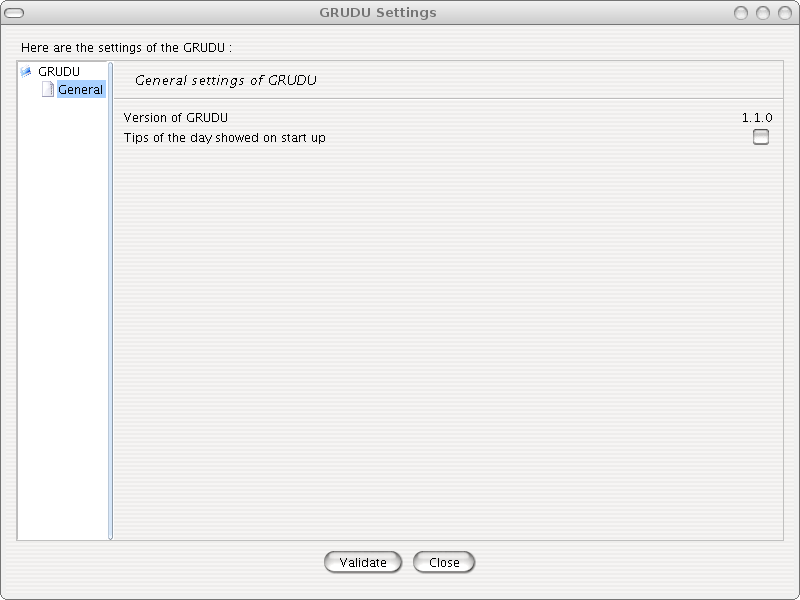 GRUDU Settings
Here are the settings of the GRUDU :
GRUDU
General
General settings of GRUDU
Version of GRUDU 1.1.0
Tips of the day showed on start up
Validate Close